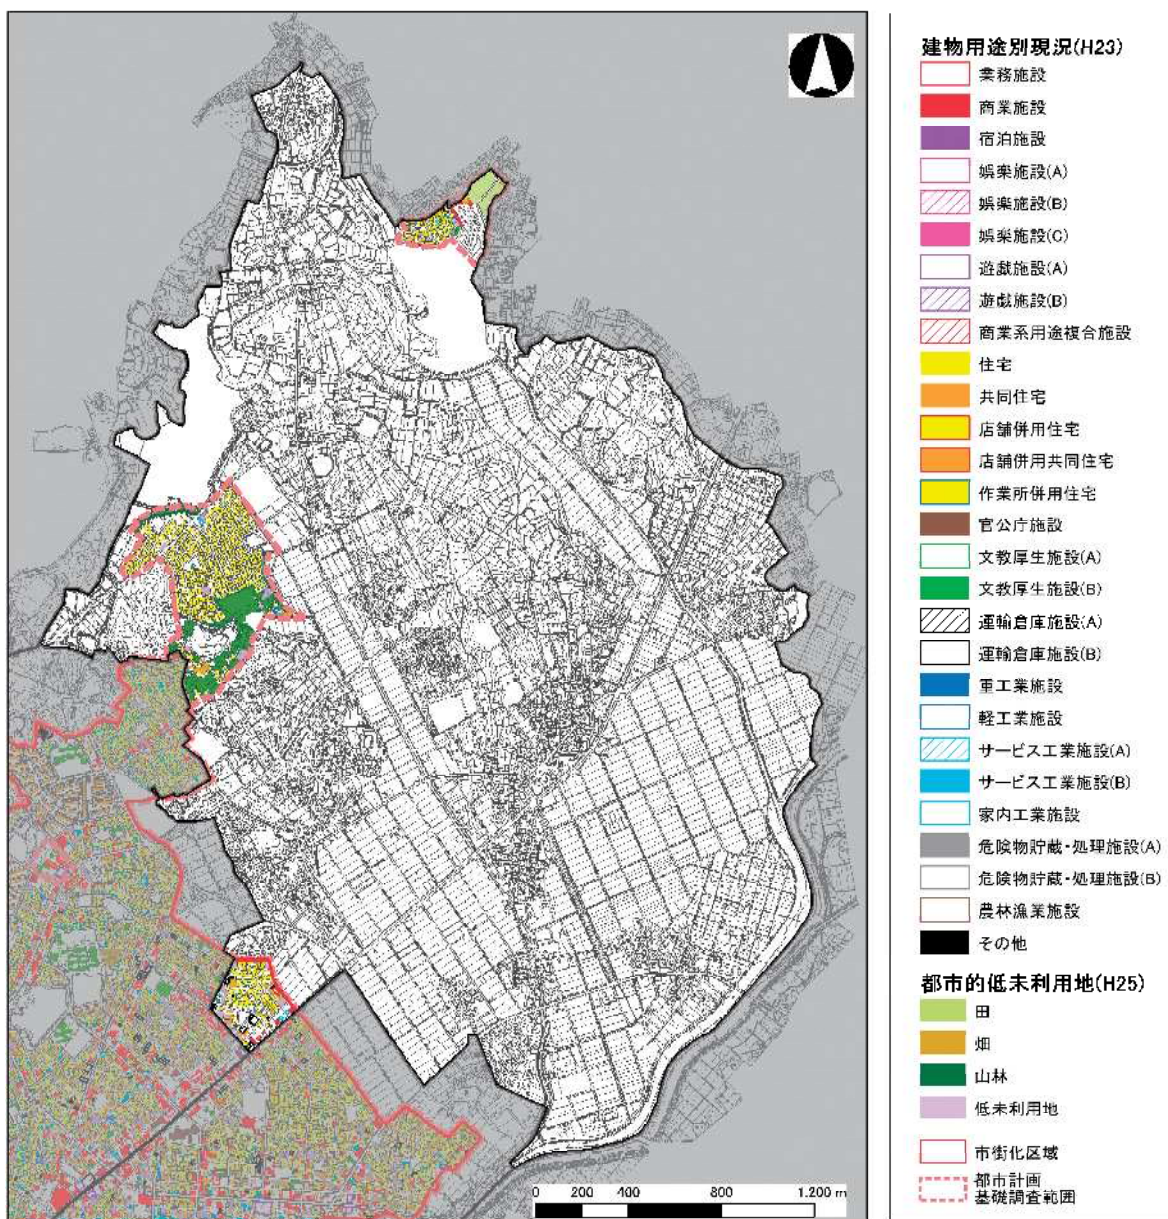 建物用途別現況(H23)
業務施設
商業施設
宿泊施設
娯楽施設(A)
娯楽施設(B)
娯楽施設(C)
遊戯施設(A)
遊戯施設(B)
商業系用途複合施設
住宅
共同住宅
店舗併用住宅
店舗併用共同住宅
作業所併用住宅
官公庁施設
文教厚生施設(A)
文教厚生施設(B)
運輸倉庫施設(A)
運輸倉庫施設(B)
重工業施設
軽工業施設
サービス工業施設(A)
サービス工業施設(B)
家内工業施設
危険物貯蔵・処理施設(A)
危険物貯蔵・処理施設(B)
農林漁業施設
その他
都市的低未利用地(H25)
田
畑
山林
低未利用地
市街化区域
都市計画
基礎調査範囲
0 200 400 800 1,200 m